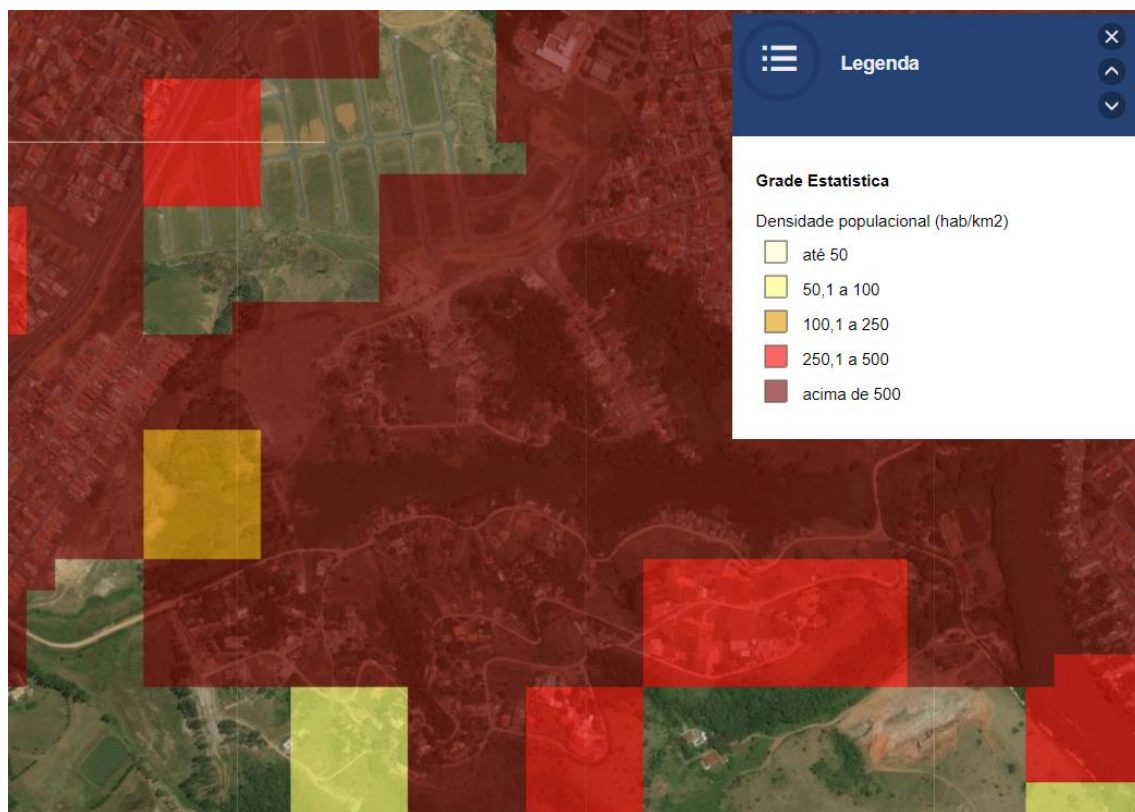 Legenda
Grade Estatistica
Densidade populacional (hab/km2)
até 50
50,1 a 100
100,1 a 250
250,1 a 500
acima de 500